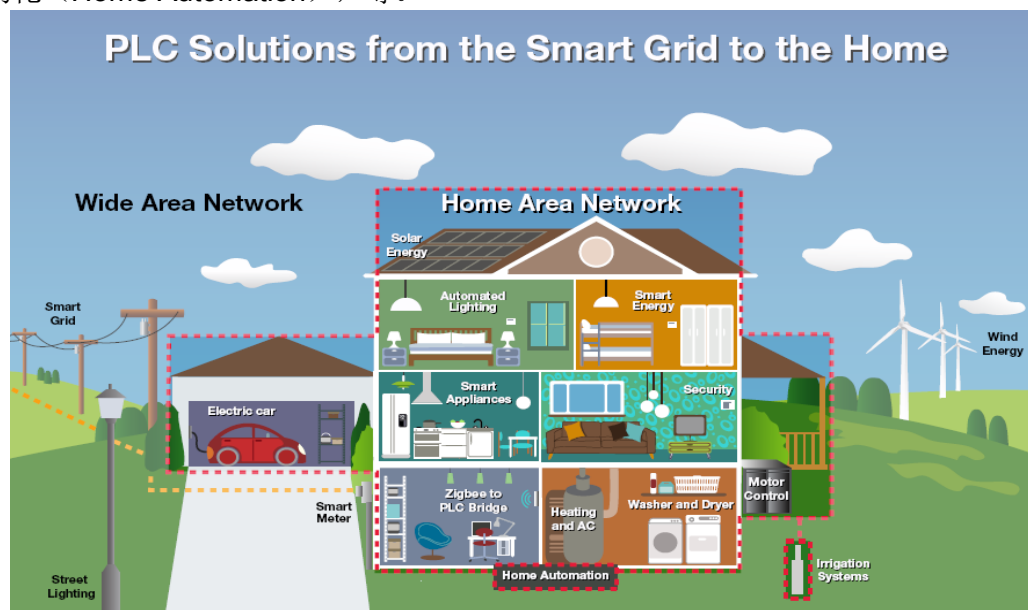 (Home Automation)
PLC Solutions from the Smart Grid to the Home
Wide Area Network
Home Area Network
Solar
Energy
Automated
Lighting
Smart
Energy
Smart
Grid
Wind
Energy
Electric car
Smart
Appliances
Security
Smart
Meter
Zigbee to
PLC Bridge
Heating
and AC
Washer and Dryer
Motor
Control
Home Automation
Irrigation
Systems
Street
Lighting